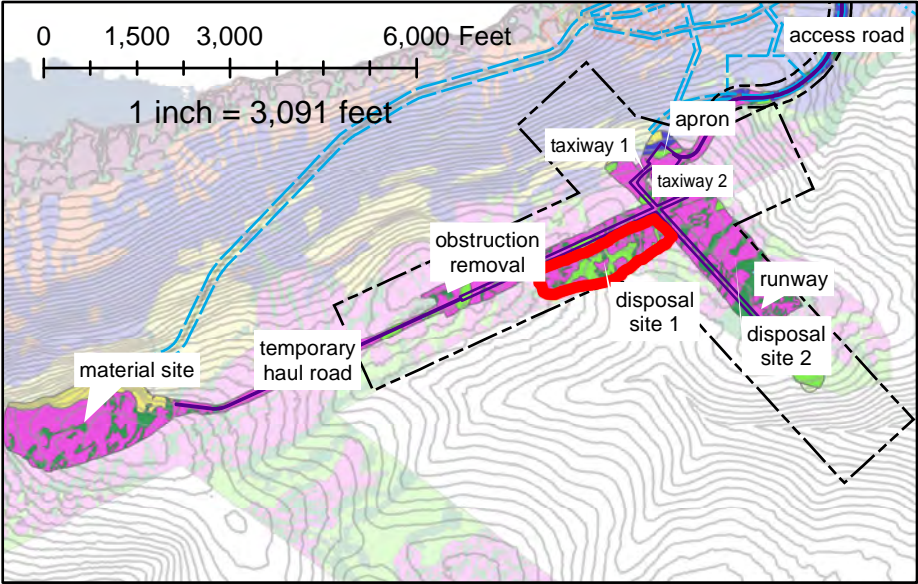 0 1,500 3,000 6,000 Feet
1 inch = 3,091 feet
access road
apron
taxiway 1
taxiway 2
obstruction
removal
runway
disposal
site 1
disposal
site 2
temporary
haul road
material site